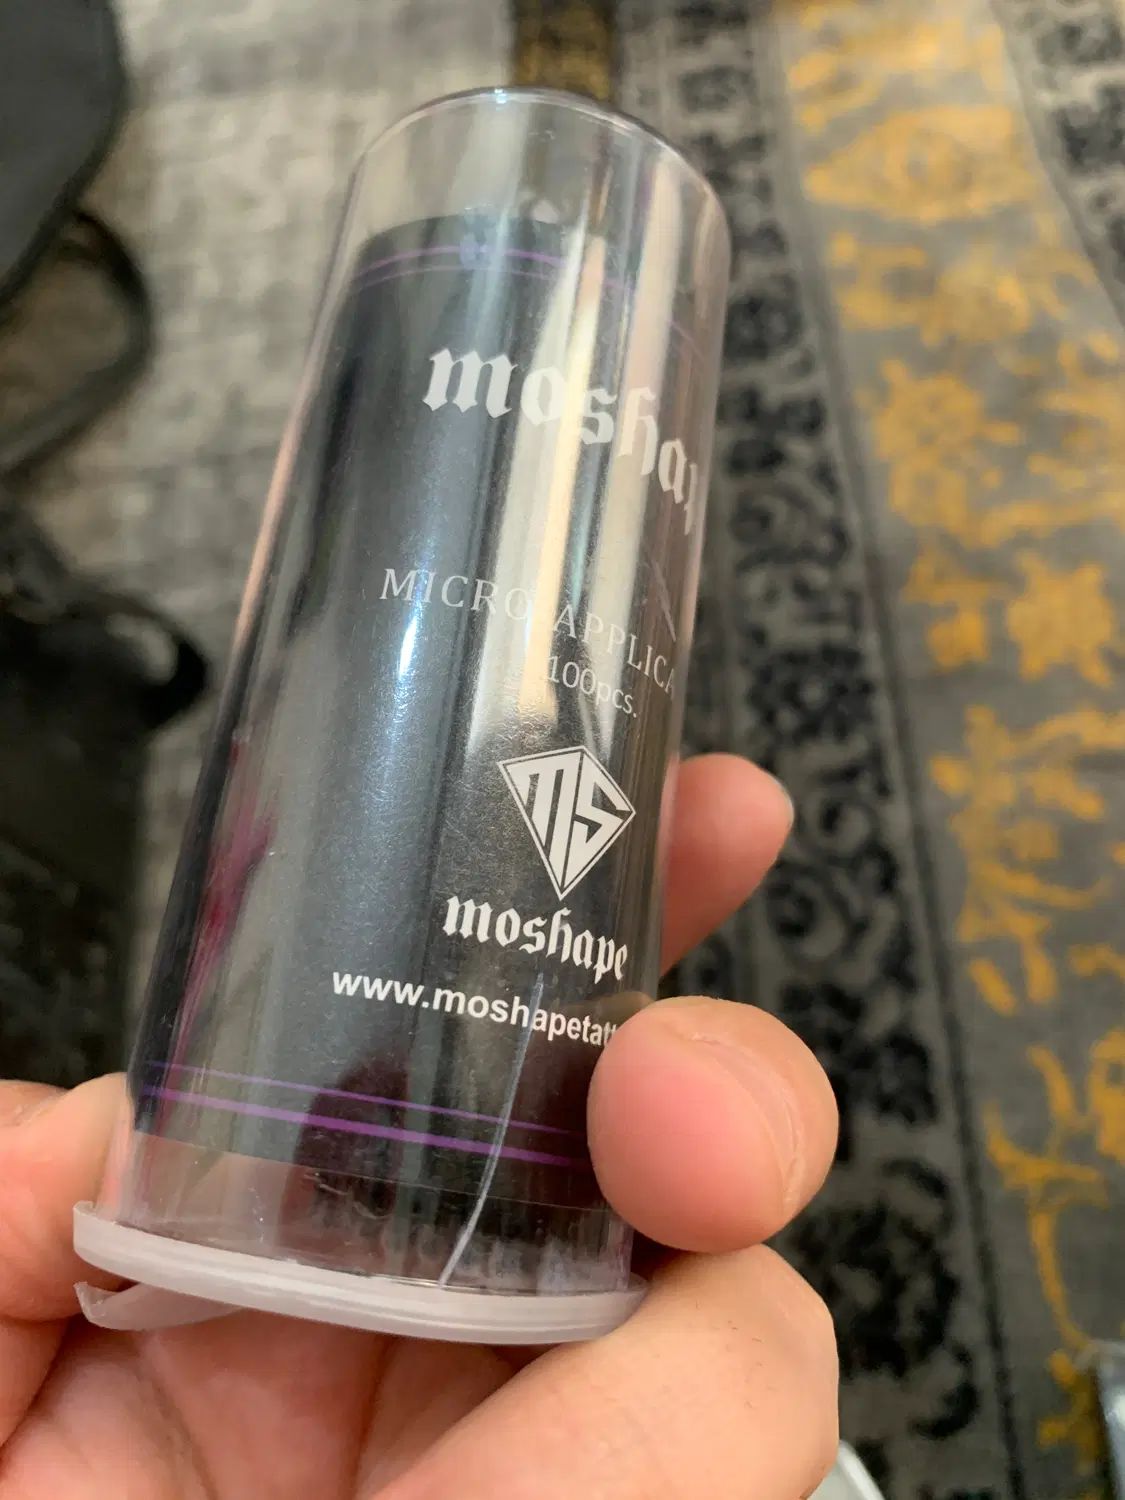 moshap
MICRO APPLICA
100pcs.
MS
moshape
www.moshapetatt